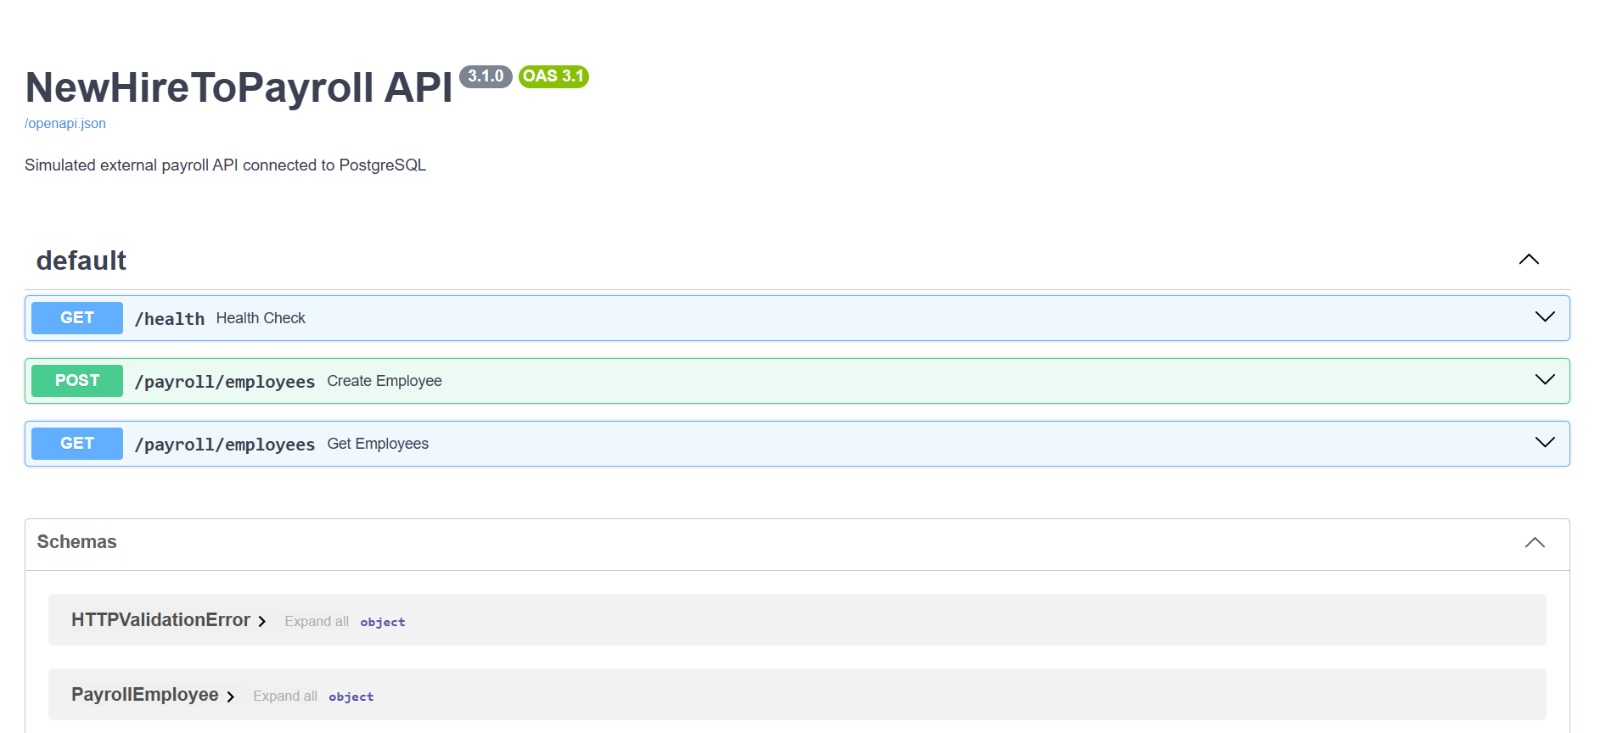 NewHireToPayroll API 3.1.0 OAS 3.1
/openapi.json
Simulated external payroll API connected to PostgreSQL
default
GET /health Health Check
POST /payroll/employees Create Employee
GET /payroll/employees Get Employees
Schemas
HTTPValidationError Expand all object
PayrollEmployee Expand all object